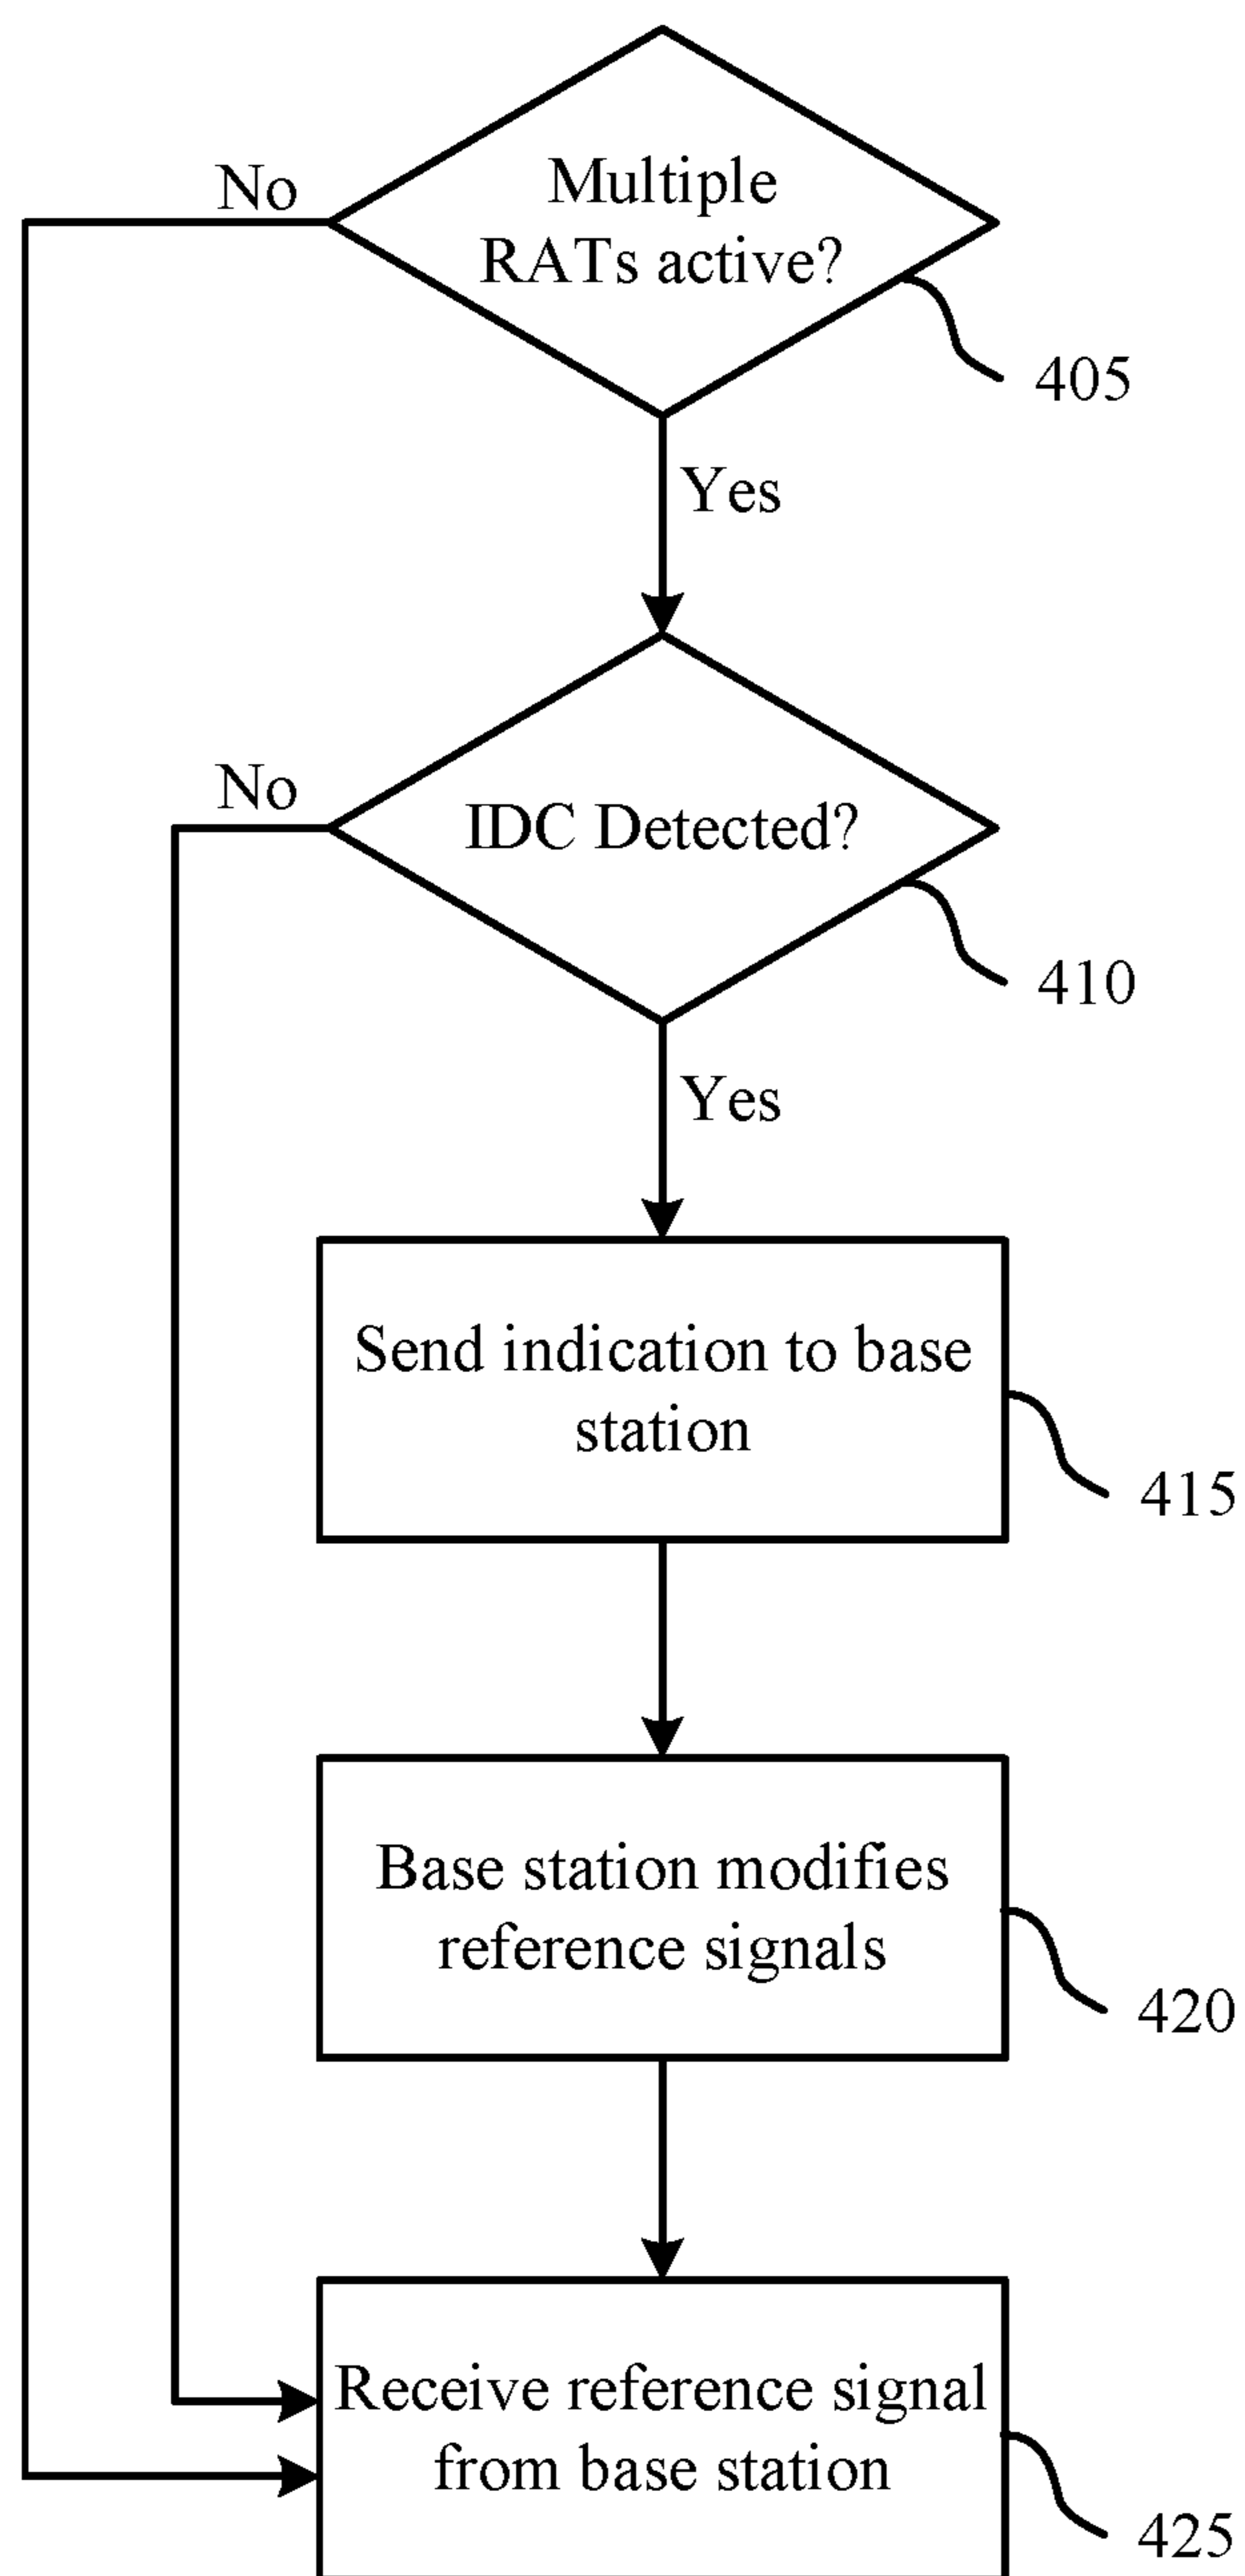 No
Multiple
RATs active?
405
Yes
No
IDC Detected?
410
Yes
Send indication to base
station
415
Base station modifies
reference signals
420
Receive reference signal
from base station
425